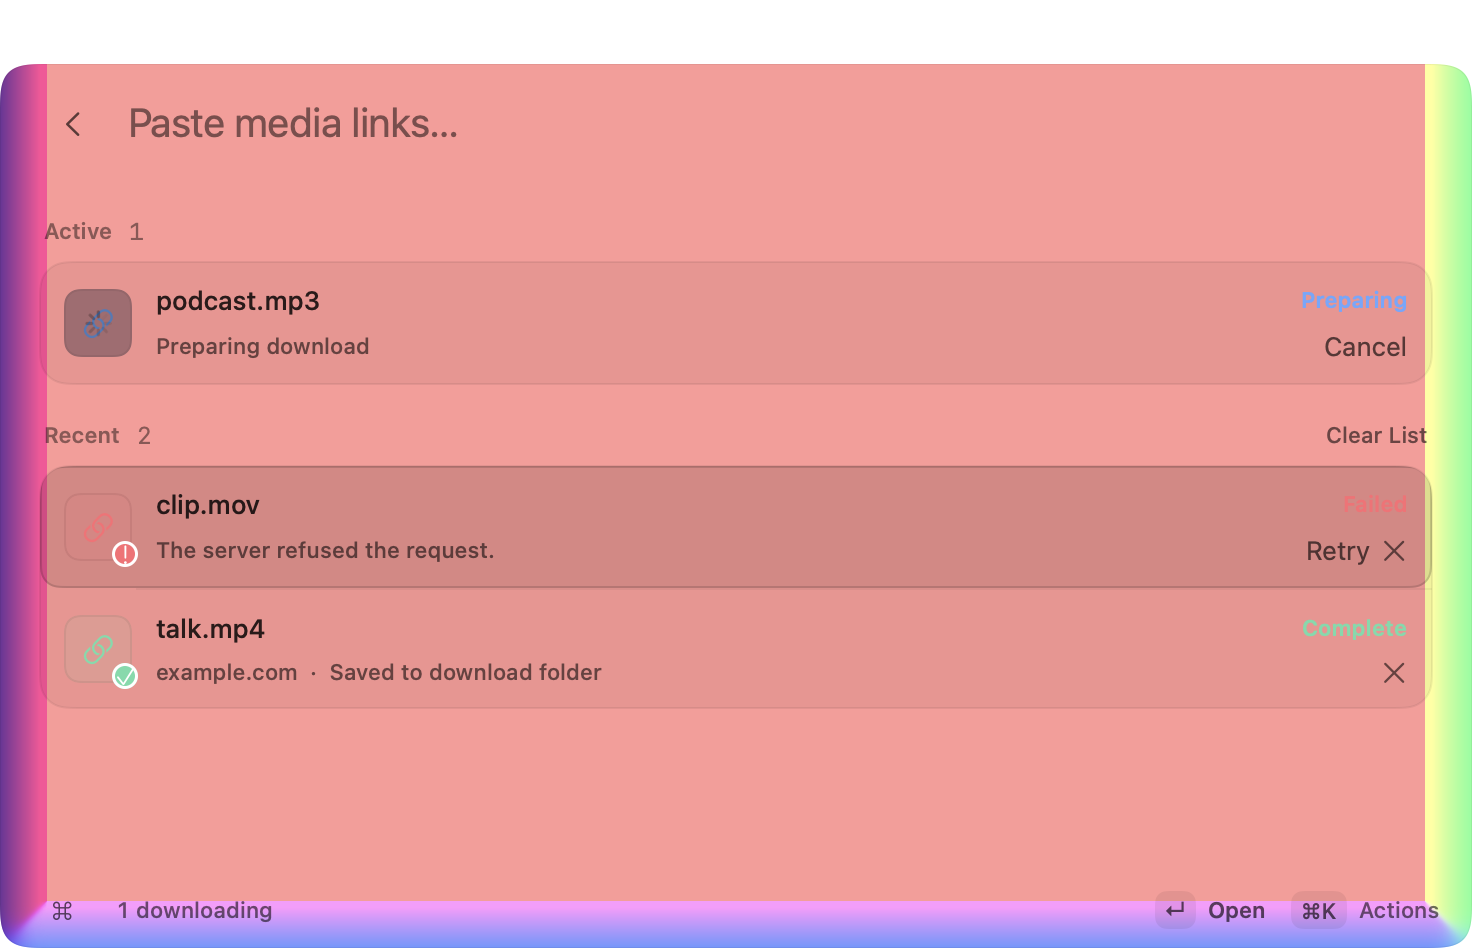 Paste media links...
Active 1
podcast.mp3
Preparing
Preparing download
Cancel
Recent 2
Clear List
clip.mov
Failed
The server refused the request.
Retry
talk.mp4
Complete
example.com · Saved to download folder
⌘ 1 downloading
↵ Open ⌘K Actions